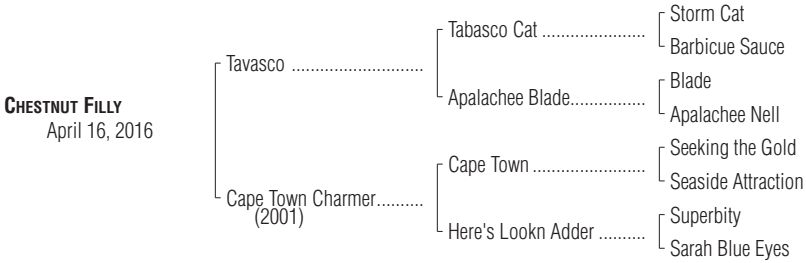 Storm Cat
Tabasco Cat ......................
Barbicue Sauce
Tavasco ............................
Blade
Apalachee Blade................
Apalachee Nell
CHESTNUT FILLY
April 16, 2016
Seeking the Gold
Cape Town ........................
Seaside Attraction
Cape Town Charmer..........
(2001)
Superbity
Here's Lookn Adder ..........
Sarah Blue Eyes